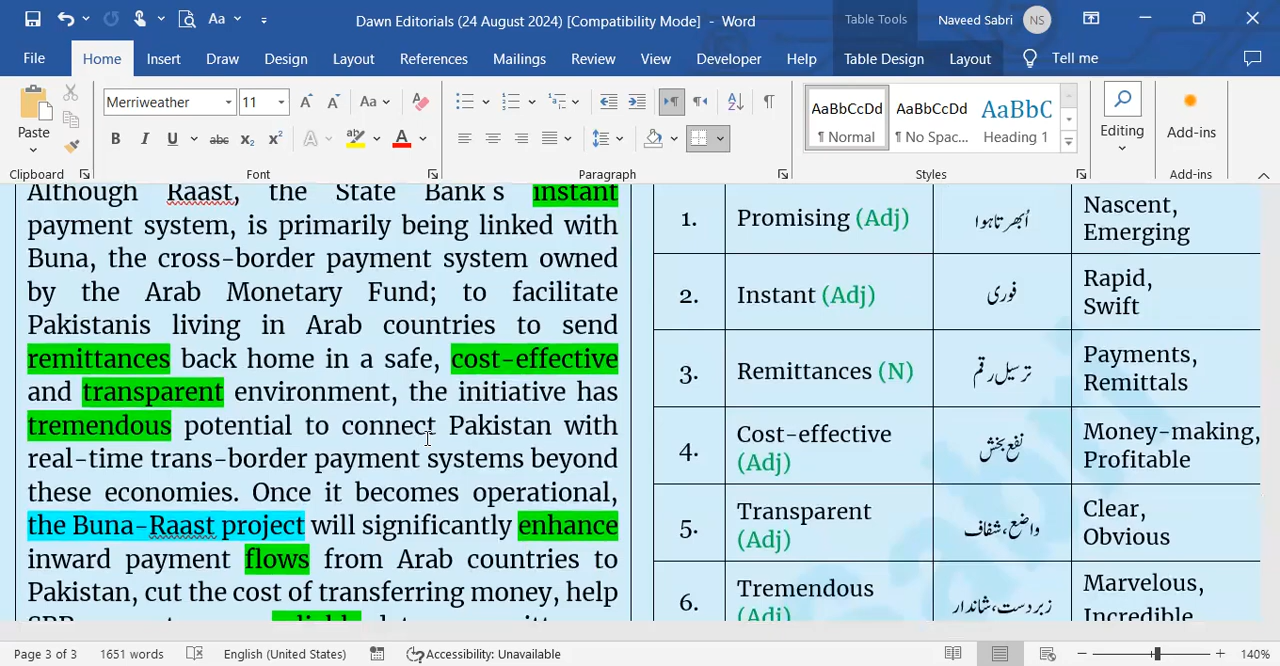 Aa
Dawn Editorials (24 August 2024) [Compatibility Mode] - Word
Table Tools
Naveed Sabri
NS
File Home Insert Draw Design Layout References Mailings Review View Developer Help Table Design Layout Tell me
Paste
Clipboard
Merriweather 11
A A Aa A
B I U abc x₂ x² A A
Font
Paragraph
AaBbCcDd
¶ Normal
AaBbCcDd
¶ No Spac...
AaBbC
Heading 1
Styles
Editing
Add-ins
Add-ins
Although Raast, the State Bank's instant
payment system, is primarily being linked with
Buna, the cross-border payment system owned
by the Arab Monetary Fund; to facilitate
Pakistanis living in Arab countries to send
remittances back home in a safe, cost-effective
and transparent environment, the initiative has
tremendous potential to connect Pakistan with
real-time trans-border payment systems beyond
these economies. Once it becomes operational,
the Buna-Raast project will significantly enhance
inward payment flows from Arab countries to
Pakistan, cut the cost of transferring money, help
1. Promising (Adj) اُبھرتا ہوا Nascent,
Emerging
2. Instant (Adj) فوری Rapid,
Swift
3. Remittances (N) ترسیل رقم Payments,
Remittals
4. Cost-effective
(Adj) نفع بخش Money-making,
Profitable
5. Transparent
(Adj) واضع، شفاف Clear,
Obvious
6. Tremendous
(Adj) زبردست، شاندار Marvelous,
Incredible
Page 3 of 3 1651 words English (United States) Accessibility: Unavailable 140%